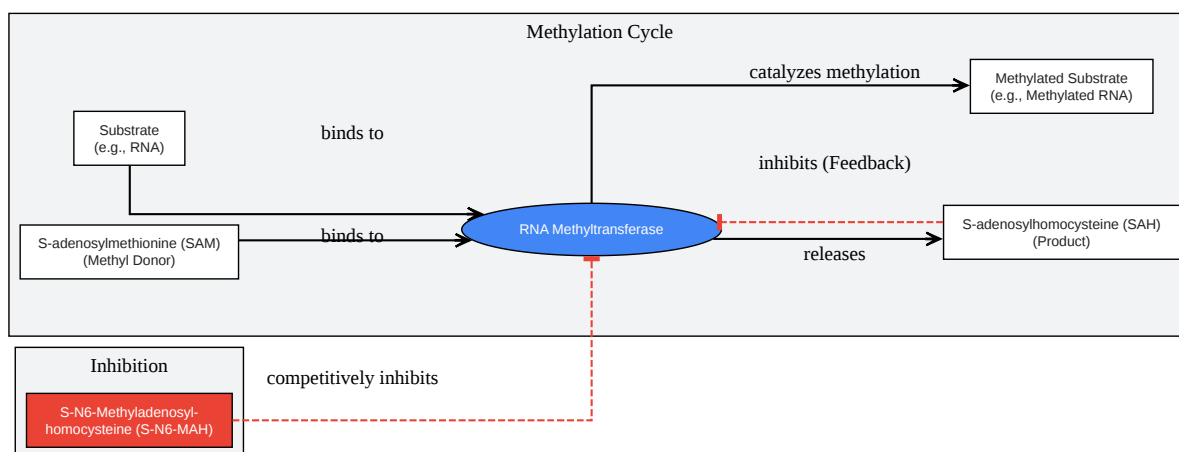 Methylation Cycle
catalyzes methylation
Methylated Substrate
(e.g., Methylated RNA)
Substrate
(e.g., RNA)
binds to
inhibits (Feedback)
RNA Methyltransferase
S-adenosylmethionine (SAM)
(Methyl Donor)
binds to
S-adenosylhomocysteine (SAH)
(Product)
releases
Inhibition
competitively inhibits
S-N6-Methyladenosyl-
homocysteine (S-N6-MAH)